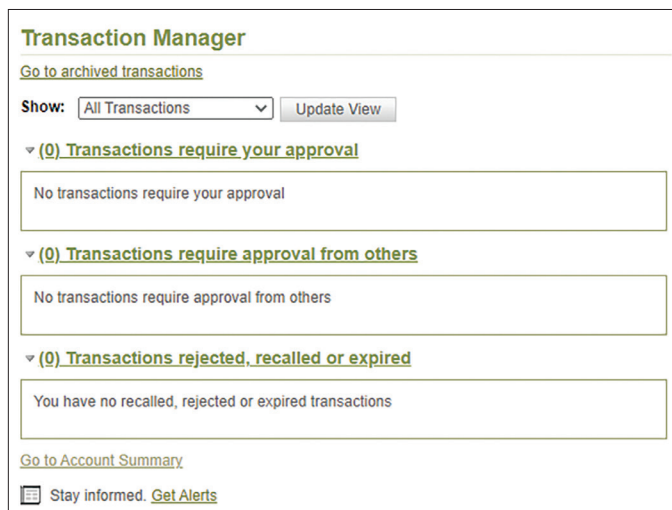 Transaction Manager
Go to archived transactions
Show: All Transactions Update View
(0) Transactions require your approval
No transactions require your approval
(0) Transactions require approval from others
No transactions require approval from others
(0) Transactions rejected, recalled or expired
You have no recalled, rejected or expired transactions
Go to Account Summary
Stay informed. Get Alerts